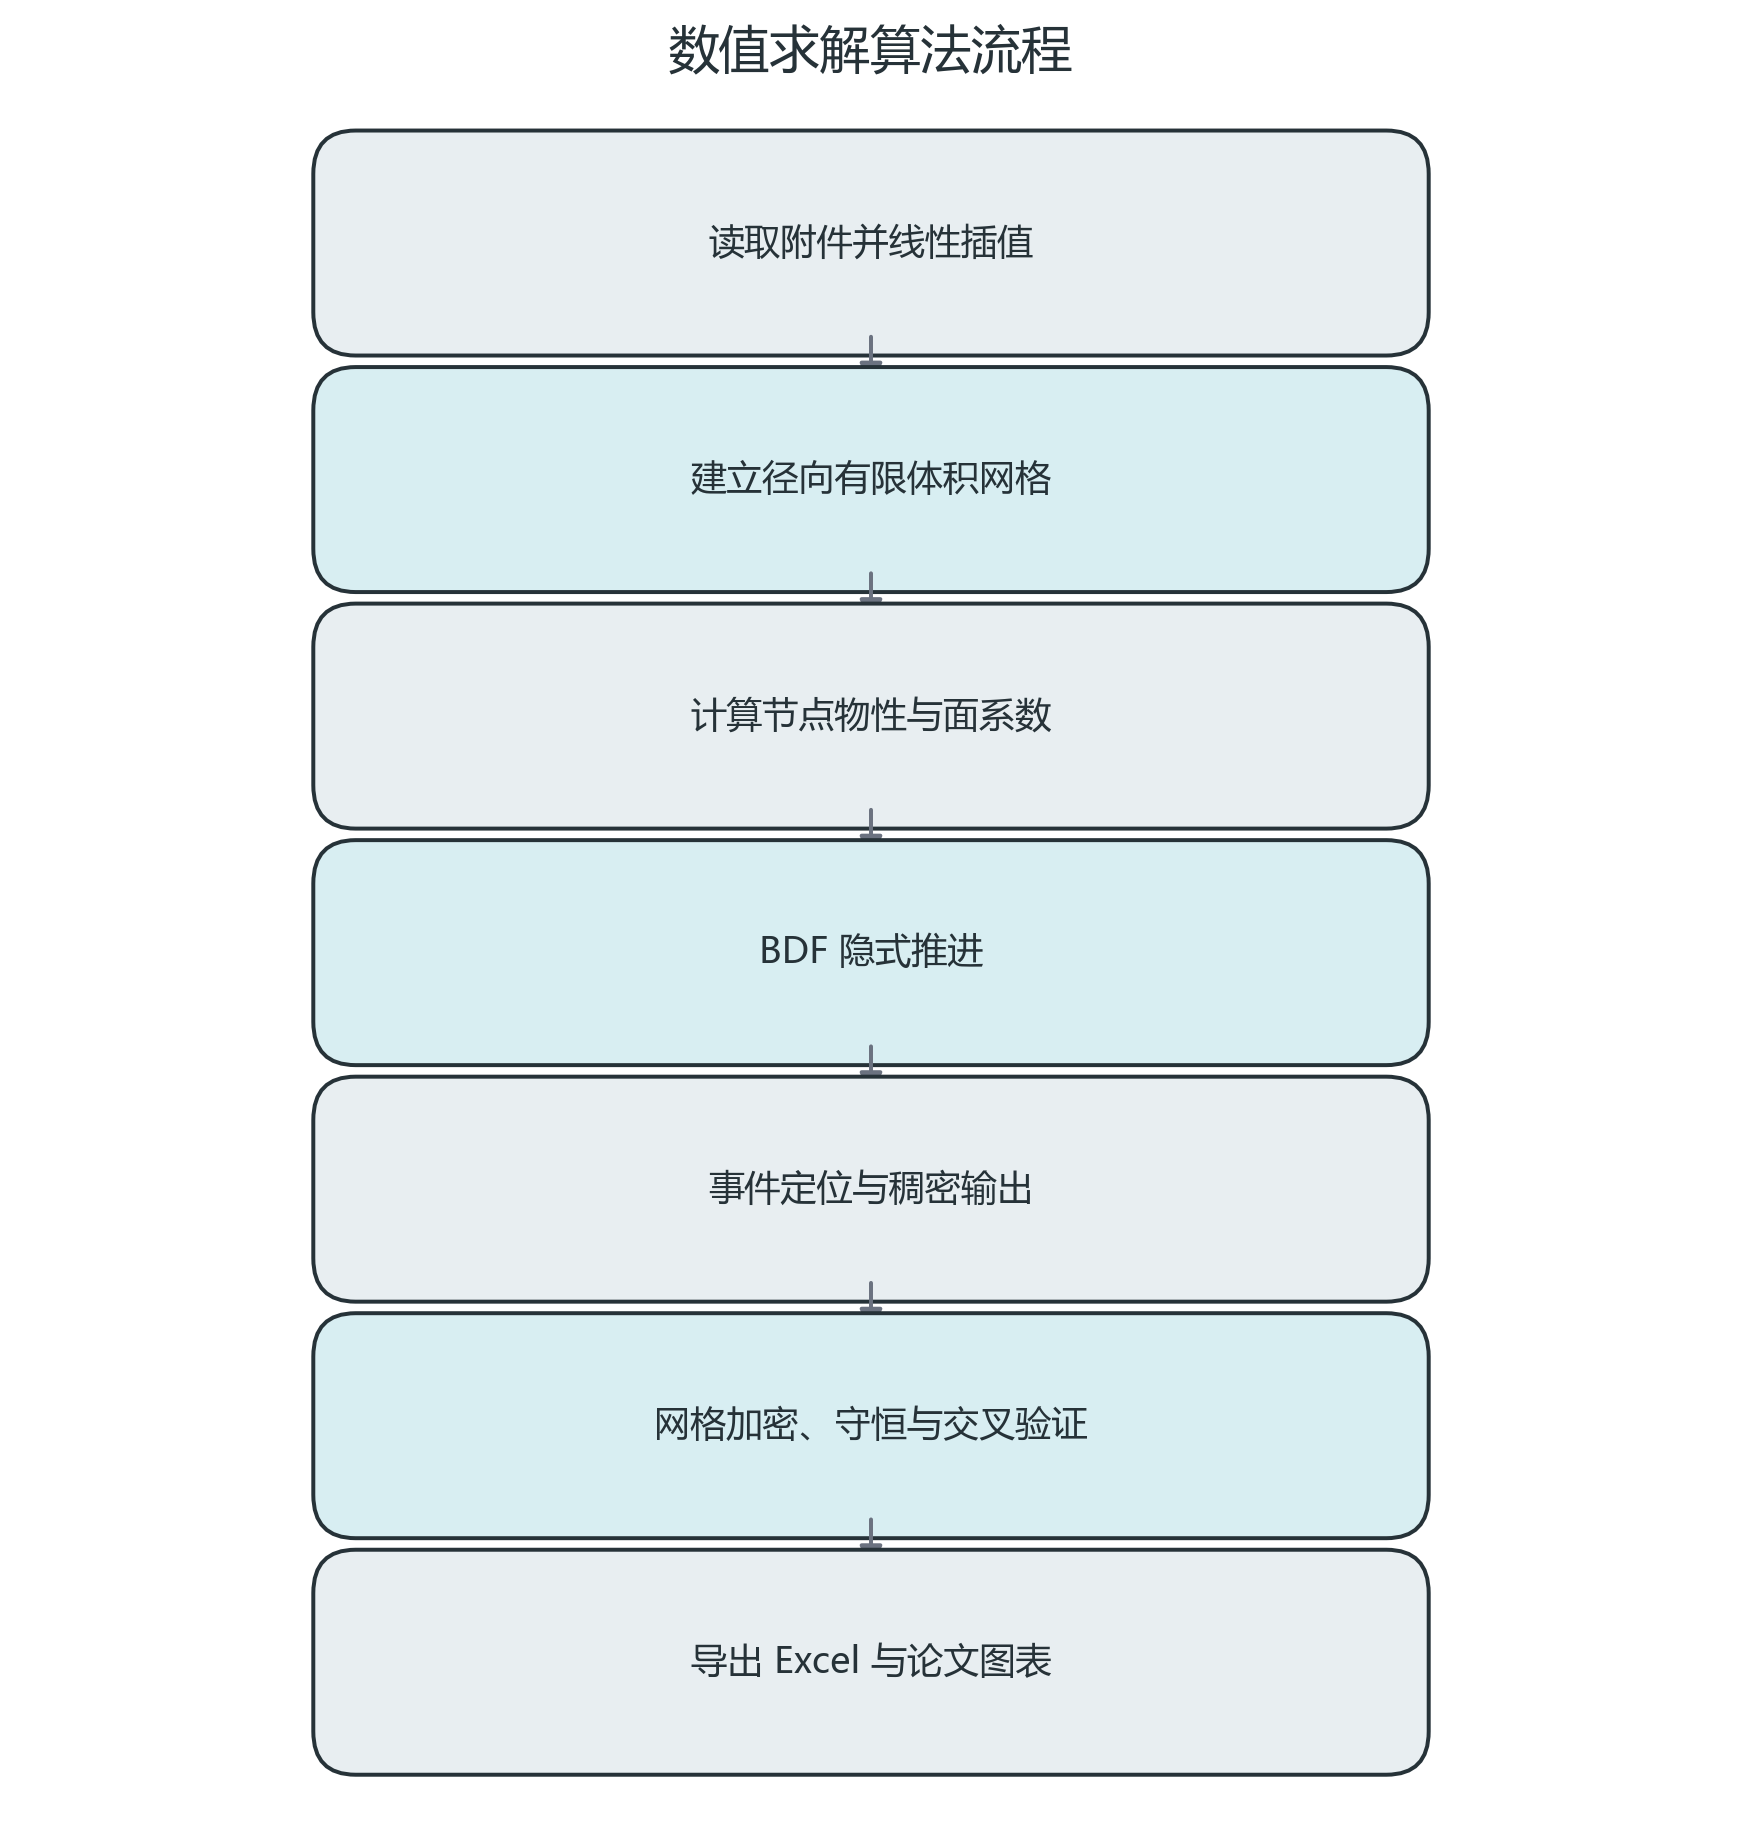 数值求解算法流程
读取附件并线性插值
建立径向有限体积网格
计算节点物性与面系数
BDF 隐式推进
事件定位与稠密输出
网格加密、守恒与交叉验证
导出 Excel 与论文图表